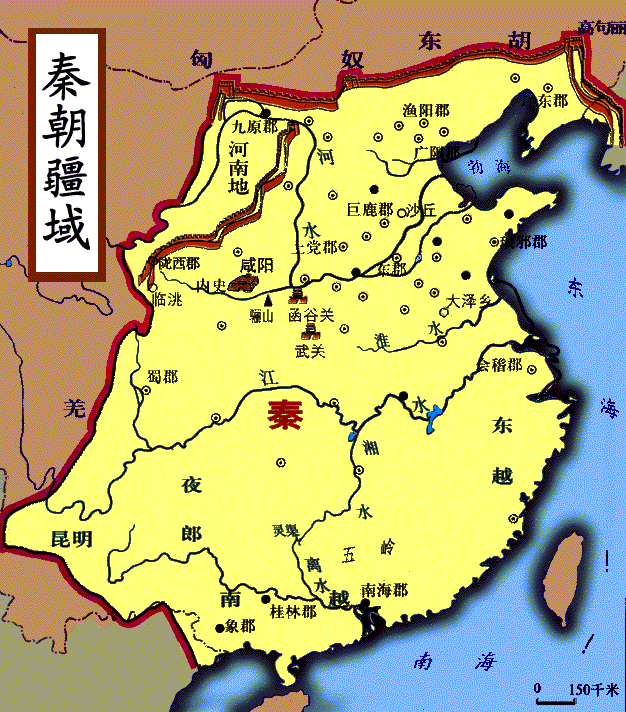 秦朝疆域
匈奴
东胡
高句丽
渔阳郡
辽东郡
九原郡
广阳郡
渤海
河南地
河水
巨鹿郡
沙丘
上党郡
琅邪郡
陇西郡
咸阳
东郡
东海
临洮
内史
骊山
函谷关
大泽乡
武关
淮水
会稽郡
蜀郡
羌
江水
秦
东越
湘水
夜郎
昆明
灵渠
五岭
离水
南越
南海郡
桂林郡
象郡
南海
0 150千米